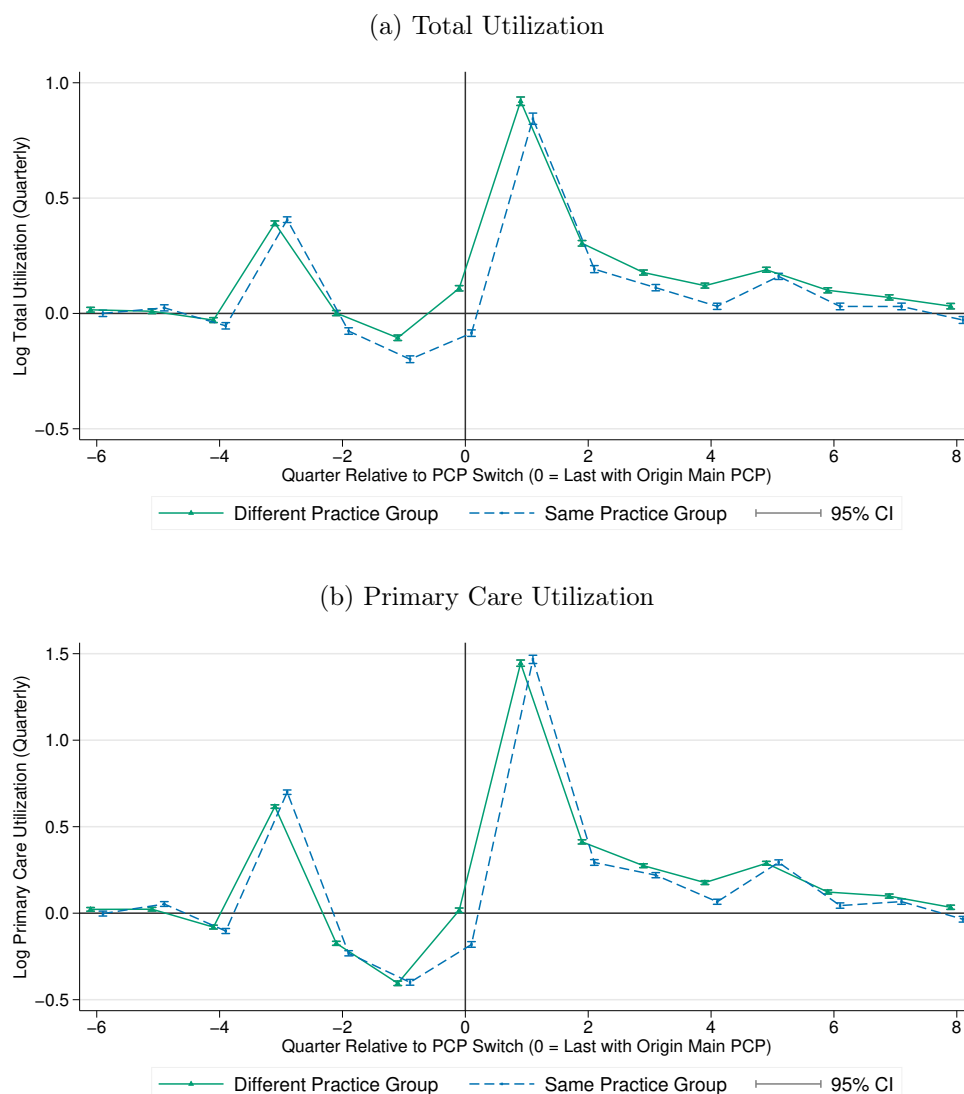 (a) Total Utilization
Log Total Utilization (Quarterly)
1.0
0.5
0.0
−0.5
−6 −4 −2 0 2 4 6 8
Quarter Relative to PCP Switch (0 = Last with Origin Main PCP)
Different Practice Group Same Practice Group 95% CI
(b) Primary Care Utilization
Log Primary Care Utilization (Quarterly)
1.5
1.0
0.5
0.0
−0.5
−6 −4 −2 0 2 4 6 8
Quarter Relative to PCP Switch (0 = Last with Origin Main PCP)
Different Practice Group Same Practice Group 95% CI